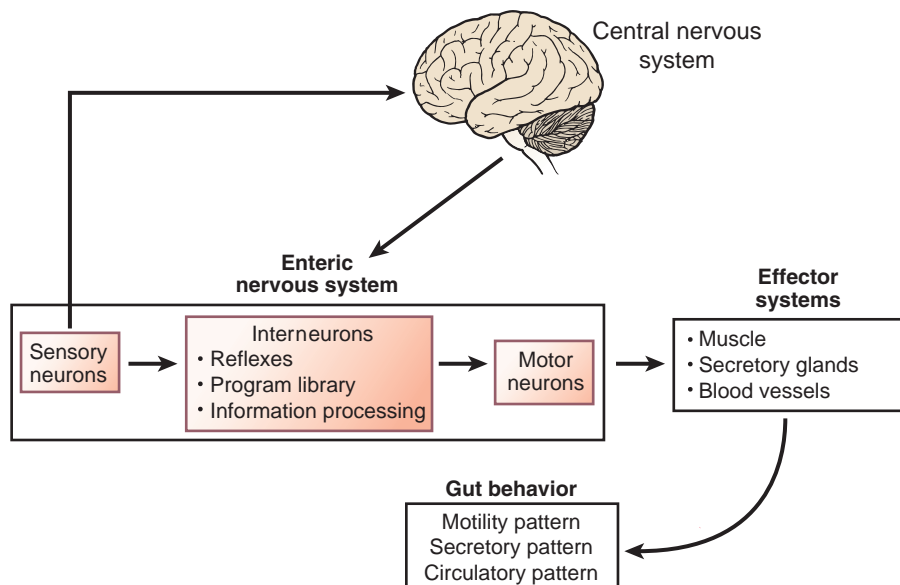 Central nervous
system
Enteric
nervous system
Sensory
neurons
Interneurons
• Reflexes
• Program library
• Information processing
Motor
neurons
Effector
systems
• Muscle
• Secretory glands
• Blood vessels
Gut behavior
Motility pattern
Secretory pattern
Circulatory pattern